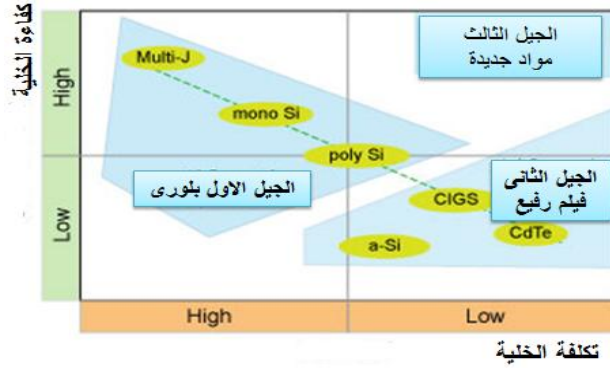 كفاءة الخلية
High
Low
الجيل الثالث
مواد جديدة
Multi-J
mono Si
poly Si
الجيل الاول بلورى
الجيل الثانى
فيلم رفيع
CIGS
CdTe
a-Si
High
Low
تكلفة الخلية